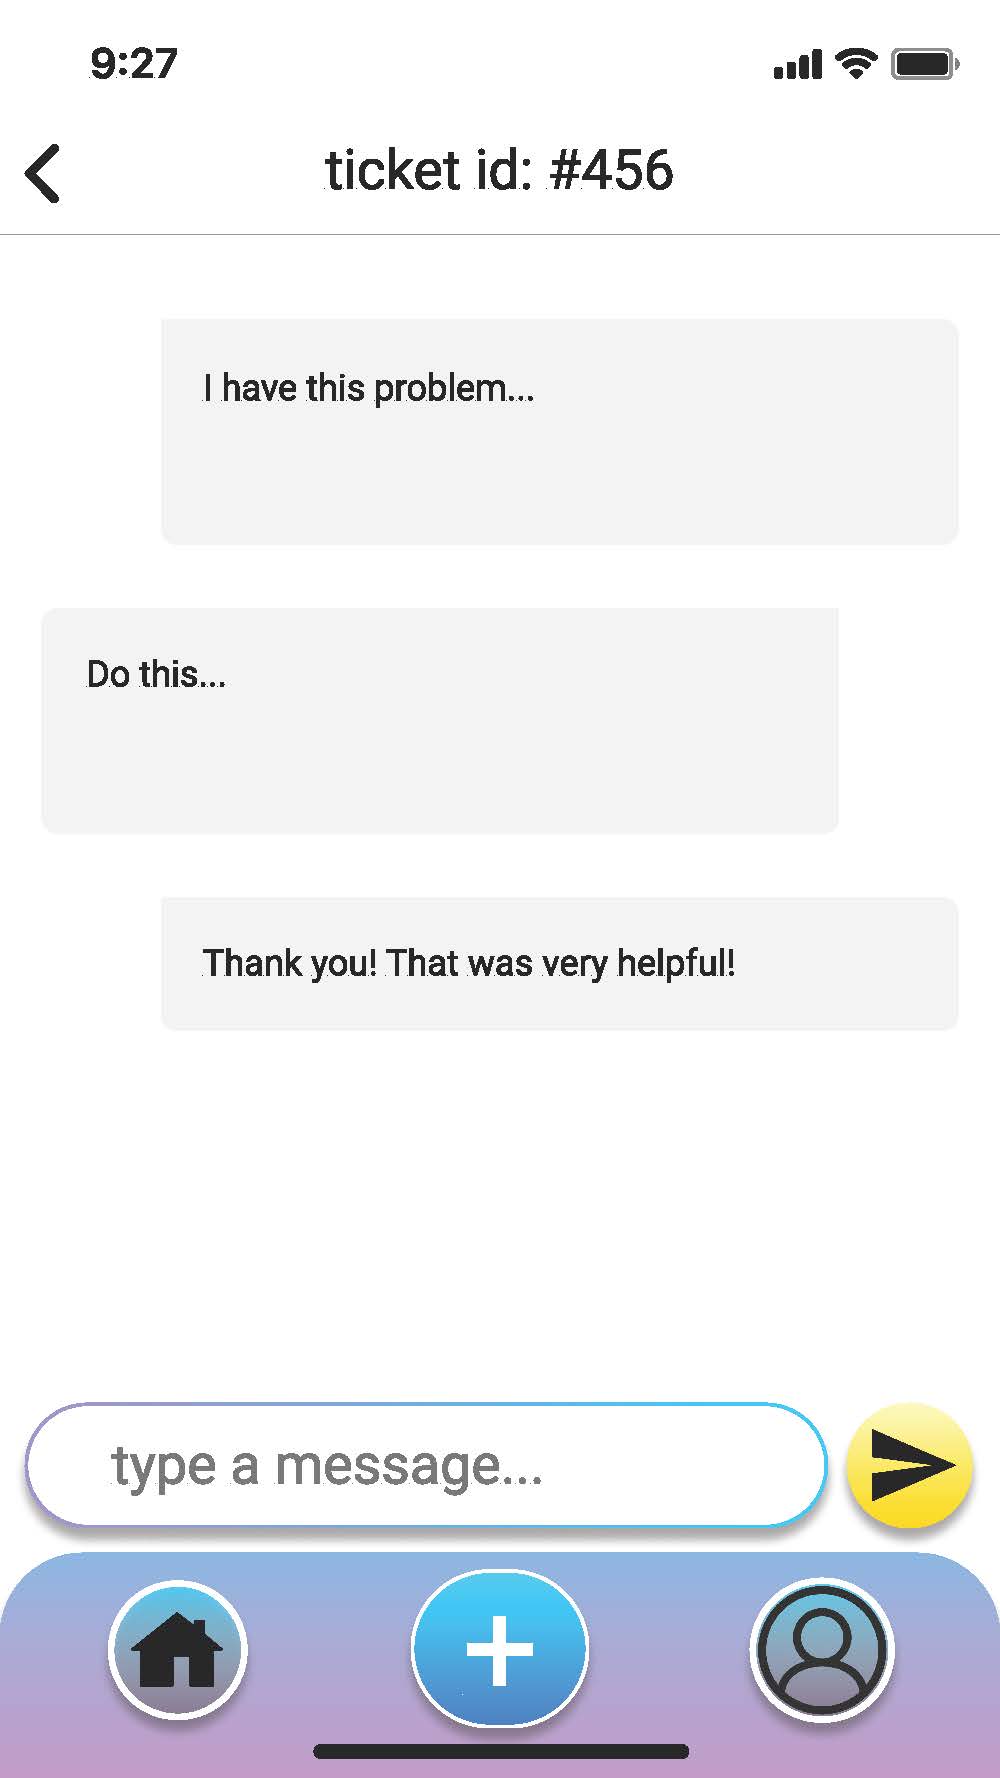 9:27
ticket id: #456
I have this problem...
Do this...
Thank you! That was very helpful!
type a message...